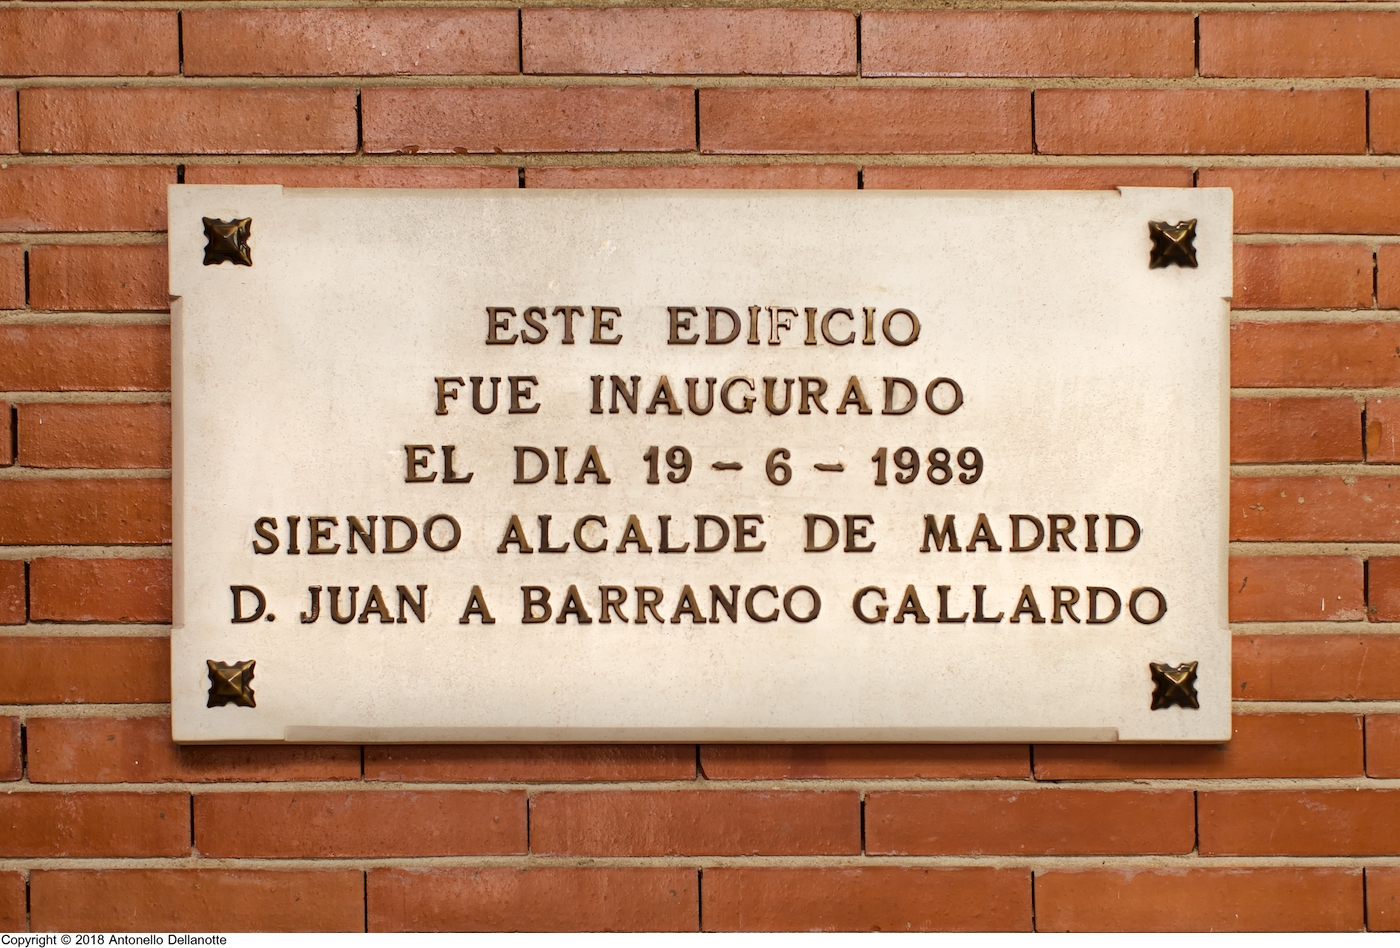 ESTE EDIFICIO
FUE INAUGURADO
EL DIA 19 - 6 - 1989
SIENDO ALCALDE DE MADRID
D. JUAN A BARRANCO GALLARDO
Copyright © 2018 Antonello Dellanotte